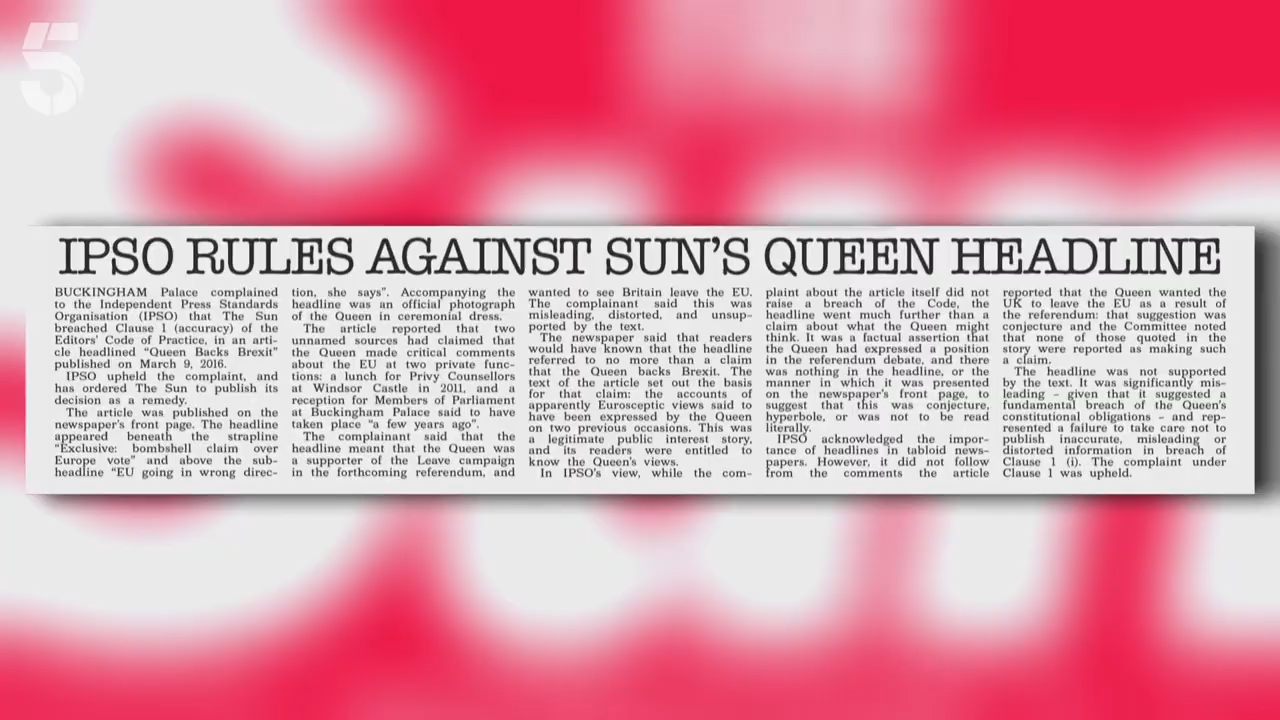 5
IPSO RULES AGAINST SUN'S QUEEN HEADLINE
BUCKINGHAM Palace complained
to the Independent Press Standards
Organisation (IPSO) that The Sun
breached Clause 1 (accuracy) of the
Editors' Code of Practice, in an arti-
cle headlined "Queen Backs Brexit"
published on March 9, 2016.
IPSO upheld the complaint, and
has ordered The Sun to publish its
decision as a remedy.
The article was published on the
newspaper's front page. The headline
appeared beneath the strapline
"Exclusive: bombshell claim over
Europe vote" and above the sub-
headline "EU going in wrong direc-
tion, she says". Accompanying the
headline was an official photograph
of the Queen in ceremonial dress.
The article reported that two
unnamed sources had claimed that
the Queen made critical comments
about the EU at two private func-
tions: a lunch for Privy Counsellors
at Windsor Castle in 2011, and a
reception for Members of Parliament
at Buckingham Palace said to have
taken place "a few years ago".
The complainant said that the
headline meant that the Queen was
a supporter of the Leave campaign
in the forthcoming referendum, and
wanted to see Britain leave the EU.
The complainant said this was
misleading, distorted, and unsup-
ported by the text.
The newspaper said that readers
would have known that the headline
referred to no more than a claim
that the Queen backs Brexit. The
text of the article set out the basis
for that claim: the accounts of
apparently Eurosceptic views said to
have been expressed by the Queen
on two previous occasions. This was
a legitimate public interest story,
and its readers were entitled to
know the Queen's views.
In IPSO's view, while the com-
plaint about the article itself did not
raise a breach of the Code, the
headline went much further than a
claim about what the Queen might
think. It was a factual assertion that
the Queen had expressed a position
in the referendum debate, and there
was nothing in the headline, or the
manner in which it was presented
on the newspaper's front page, to
suggest that this was conjecture,
hyperbole, or was not to be read
literally.
IPSO acknowledged the impor-
tance of headlines in tabloid news-
papers. However, it did not follow
from the comments the article
reported that the Queen wanted the
UK to leave the EU as a result of
the referendum: that suggestion was
conjecture and the Committee noted
that none of those quoted in the
story were reported as making such
a claim.
The headline was not supported
by the text. It was significantly mis-
leading – given that it suggested a
fundamental breach of the Queen's
constitutional obligations – and rep-
resented a failure to take care not to
publish inaccurate, misleading or
distorted information in breach of
Clause 1 (i). The complaint under
Clause 1 was upheld.